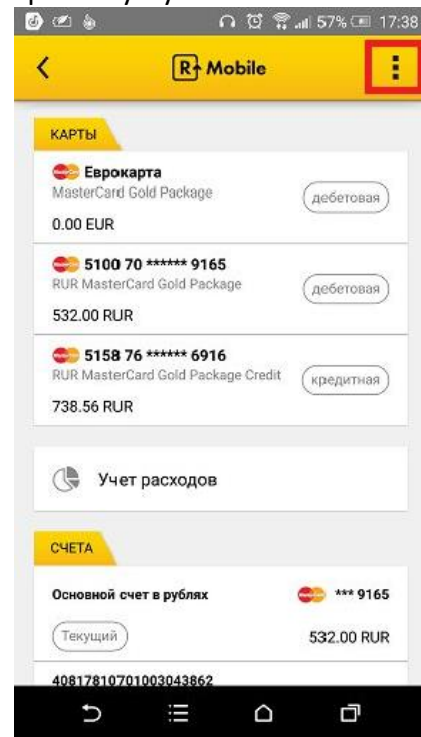 57% 17:38
R Mobile
КАРТЫ
Еврокарта
MasterCard Gold Package
дебетовая
0.00 EUR
5100 70 ****** 9165
RUR MasterCard Gold Package
дебетовая
532.00 RUR
5158 76 ****** 6916
RUR MasterCard Gold Package Credit
кредитная
738.56 RUR
Учет расходов
СЧЕТА
Основной счет в рублях *** 9165
Текущий 532.00 RUR
40817810701003043862